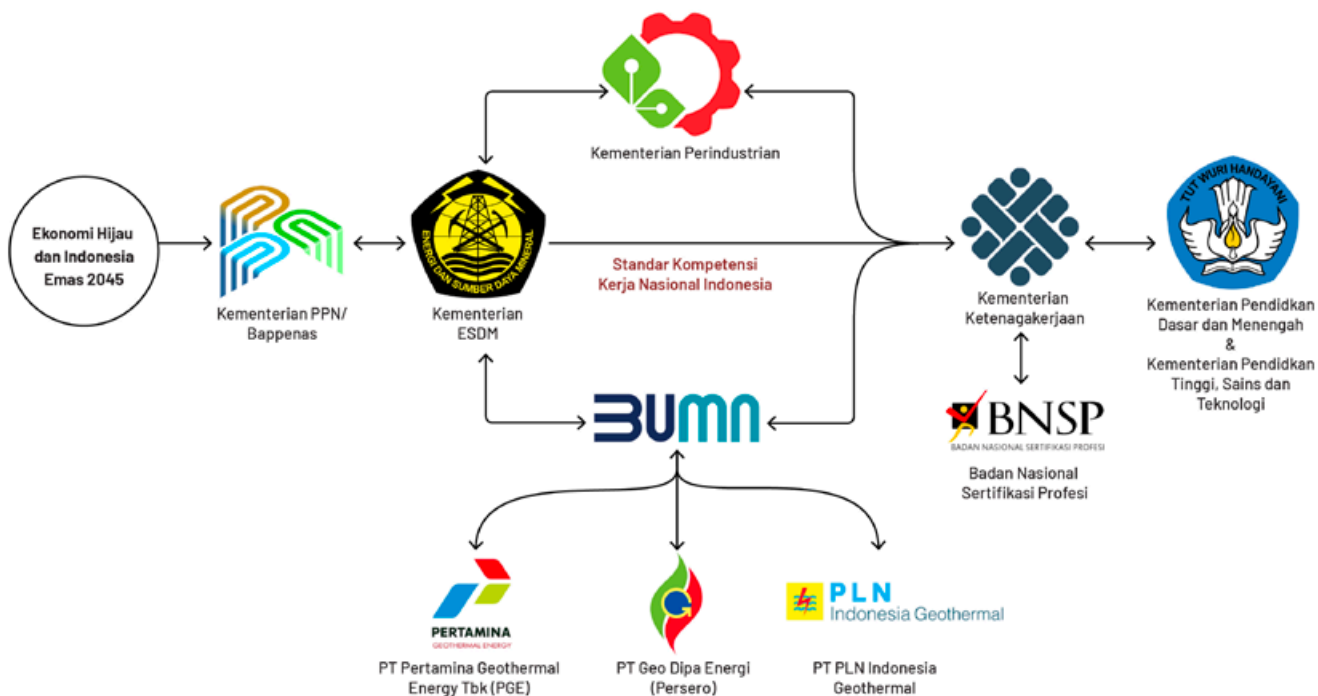 Kementerian Perindustrian
Ekonomi Hijau
dan Indonesia
Emas 2045
Kementerian PPN/
Bappenas
ENERGI DAN SUMBER DAYA MINERAL
Kementerian
ESDM
Standar Kompetensi
Kerja Nasional Indonesia
Kementerian
Ketenagakerjaan
TUT WURI HANDAYANI
Kementerian Pendidkan
Dasar dan Menengah
&
Kementerian Pendidkan
Tinggi, Sains dan
Teknologi
BUMN
BNSP
BADAN NASIONAL SERTIFIKASI PROFESI
Badan Nasional
Sertifikasi Profesi
PERTAMINA
GEOTHERMAL ENERGY
PT Pertamina Geothermal
Energy Tbk (PGE)
PT Geo Dipa Energi
(Persero)
PLN
Indonesia Geothermal
PT PLN Indonesia
Geothermal